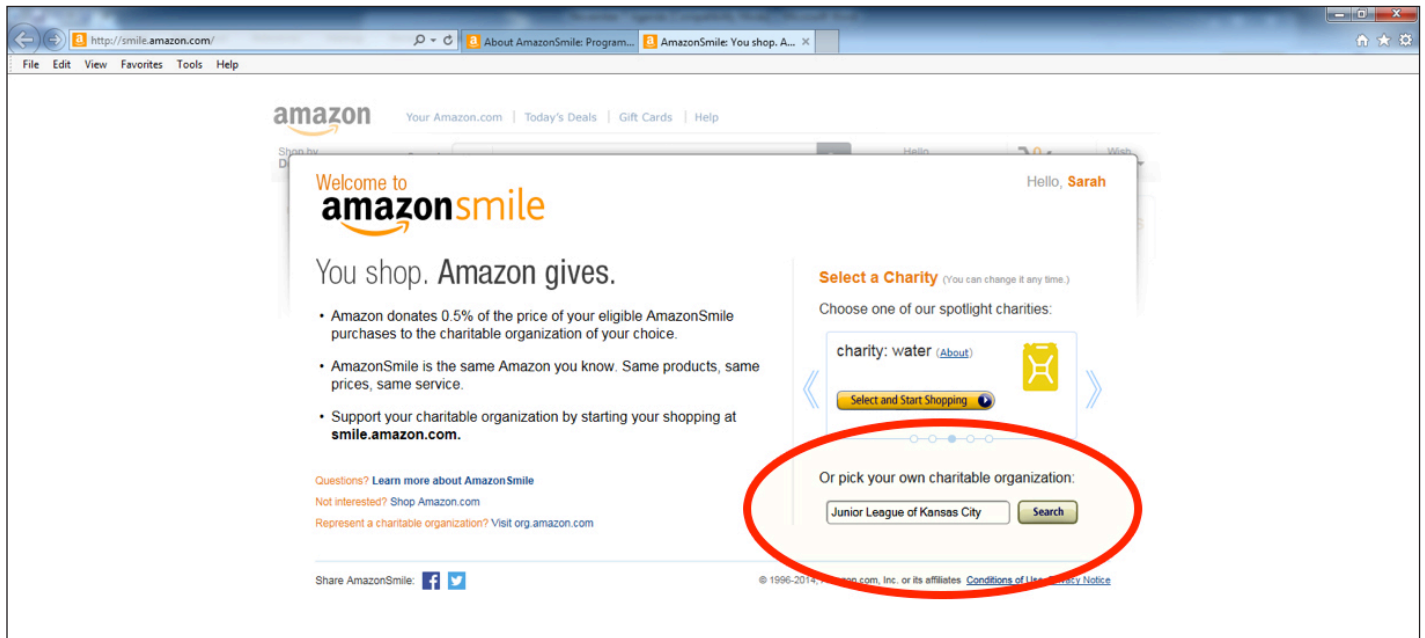 http://smile.amazon.com/
About AmazonSmile: Program...
AmazonSmile: You shop. A...
File Edit View Favorites Tools Help
amazon
Your Amazon.com | Today's Deals | Gift Cards | Help
Shop by
Hello
0
Wish
Welcome to
amazonsmile
Hello, Sarah
You shop. Amazon gives.
• Amazon donates 0.5% of the price of your eligible AmazonSmile
purchases to the charitable organization of your choice.
• AmazonSmile is the same Amazon you know. Same products, same
prices, same service.
• Support your charitable organization by starting your shopping at
smile.amazon.com.
Questions? Learn more about AmazonSmile
Not interested? Shop Amazon.com
Represent a charitable organization? Visit org.amazon.com
Select a Charity (You can change it any time.)
Choose one of our spotlight charities:
charity: water (About)
Select and Start Shopping
Or pick your own charitable organization:
Junior League of Kansas City
Search
Share AmazonSmile:
© 1996-2014, Amazon.com, Inc. or its affiliates Conditions of Use Privacy Notice